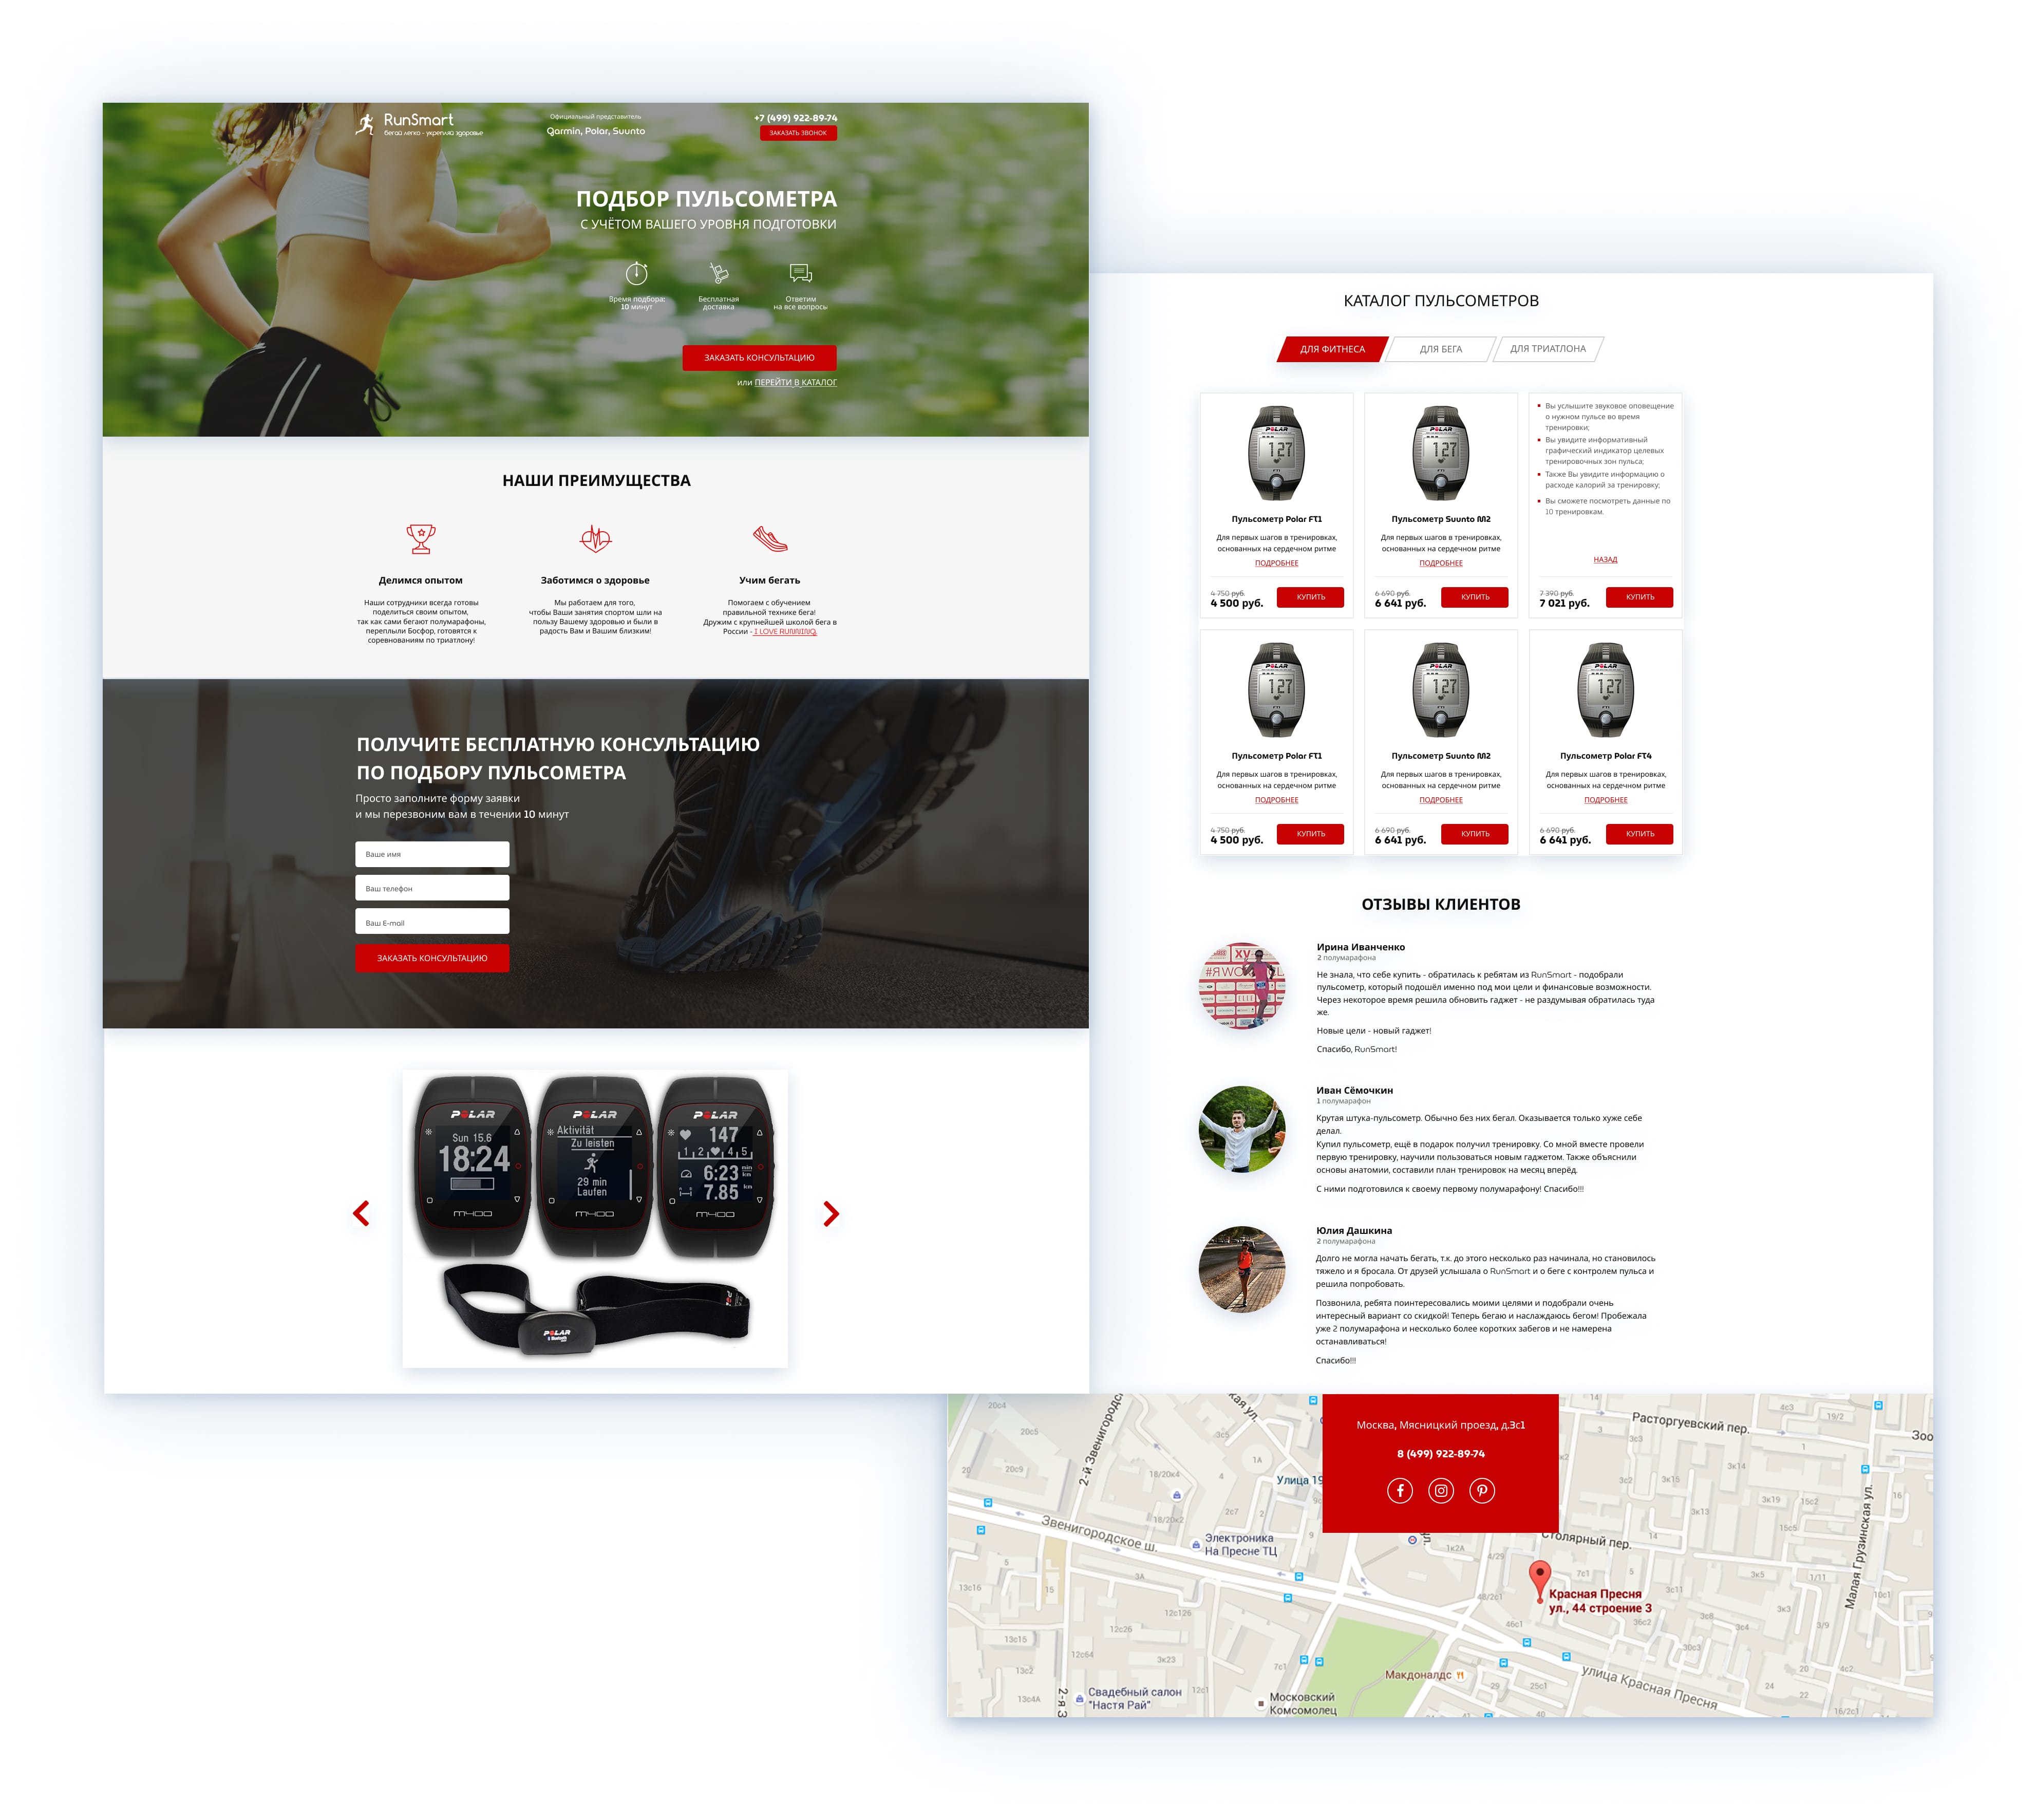 RunSmart
бегай легко - укрепляй здоровье
Официальный представитель
Garmin, Polar, Suunto
+7 (499) 922-89-74
ЗАКАЗАТЬ ЗВОНОК
ПОДБОР ПУЛЬСОМЕТРА
С УЧЁТОМ ВАШЕГО УРОВНЯ ПОДГОТОВКИ
Время подбора:
10 минут
Бесплатная
доставка
Ответим
на все вопросы
ЗАКАЗАТЬ КОНСУЛЬТАЦИЮ
или ПЕРЕЙТИ В КАТАЛОГ
НАШИ ПРЕИМУЩЕСТВА
Делимся опытом
Наши сотрудники всегда готовы
поделиться своим опытом,
так как сами бегают полумарафоны,
переплыли Босфор, готовятся к
соревнованиям по триатлону!
Заботимся о здоровье
Мы работаем для того,
чтобы Ваши занятия спортом шли на
пользу Вашему здоровью и были в
радость Вам и Вашим близким!
Учим бегать
Помогаем с обучением
правильной технике бега!
Дружим с крупнейшей школой бега в
России - I LOVE RUNNING.
ПОЛУЧИТЕ БЕСПЛАТНУЮ КОНСУЛЬТАЦИЮ
ПО ПОДБОРУ ПУЛЬСОМЕТРА
Просто заполните форму заявки
и мы перезвоним вам в течении 10 минут
Ваше имя
Ваш телефон
Ваш E-mail
ЗАКАЗАТЬ КОНСУЛЬТАЦИЮ
POLAR
Sun 15.6
18:24
M400
POLAR
Aktivität
Zu leisten
29 min
Laufen
M400
POLAR
147
1 2 4 5
6:23 min km
7.85
M400
POLAR
КАТАЛОГ ПУЛЬСОМЕТРОВ
ДЛЯ ФИТНЕСА
ДЛЯ БЕГА
ДЛЯ ТРИАТЛОНА
POLAR
127
FT1
Пульсометр Polar FT1
Для первых шагов в тренировках,
основанных на сердечном ритме
ПОДРОБНЕЕ
4 750 руб.
4 500 руб.
КУПИТЬ
POLAR
127
FT1
Пульсометр Suunto M2
Для первых шагов в тренировках,
основанных на сердечном ритме
ПОДРОБНЕЕ
6 690 руб.
6 641 руб.
КУПИТЬ
Вы услышите звуковое оповещение
о нужном пульсе во время
тренировки;
Вы увидите информативный
графический индикатор целевых
тренировочных зон пульса;
Также Вы увидите информацию о
расходе калорий за тренировку;
Вы сможете посмотреть данные по
10 тренировкам.
НАЗАД
7 390 руб.
7 021 руб.
КУПИТЬ
POLAR
127
FT1
Пульсометр Polar FT1
Для первых шагов в тренировках,
основанных на сердечном ритме
ПОДРОБНЕЕ
4 750 руб.
4 500 руб.
КУПИТЬ
POLAR
127
FT1
Пульсометр Suunto M2
Для первых шагов в тренировках,
основанных на сердечном ритме
ПОДРОБНЕЕ
6 690 руб.
6 641 руб.
КУПИТЬ
POLAR
127
FT1
Пульсометр Polar FT4
Для первых шагов в тренировках,
основанных на сердечном ритме
ПОДРОБНЕЕ
6 690 руб.
6 641 руб.
КУПИТЬ
ОТЗЫВЫ КЛИЕНТОВ
Ирина Иванченко
2 полумарафона
Не знала, что себе купить - обратилась к ребятам из RunSmart - подобрали
пульсометр, который подошёл именно под мои цели и финансовые возможности.
Через некоторое время решила обновить гаджет - не раздумывая обратилась туда
же.
Новые цели - новый гаджет!
Спасибо, RunSmart!
Иван Сёмочкин
1 полумарафон
Крутая штука-пульсометр. Обычно без них бегал. Оказывается только хуже себе
делал.
Купил пульсометр, ещё в подарок получил тренировку. Со мной вместе провели
первую тренировку, научили пользоваться новым гаджетом. Также объяснили
основы анатомии, составили план тренировок на месяц вперёд.
С ними подготовился к своему первому полумарафону! Спасибо!!!
Юлия Дашкина
2 полумарафона
Долго не могла начать бегать, т.к. до этого несколько раз начинала, но становилось
тяжело и я бросала. От друзей услышала о RunSmart и о беге с контролем пульса и
решила попробовать.
Позвонила, ребята поинтересовались моими целями и подобрали очень
интересный вариант со скидкой! Теперь бегаю и наслаждаюсь бегом! Пробежала
уже 2 полумарафона и несколько более коротких забегов и не намерена
останавливаться!
Спасибо!!!
Москва, Мясницкий проезд, д.3с1
8 (499) 922-89-74
Расторгуевский пер.
2-й Звенигородс
Улица 19
Звенигородское ш.
Электроника
На Пресне ТЦ
Столярный пер.
Малая Грузинская ул.
Красная Пресня
ул., 44 строение 3
Макдоналдс
улица Красная Пресня
Свадебный салон
"Настя Рай"
Московский
Комсомолец